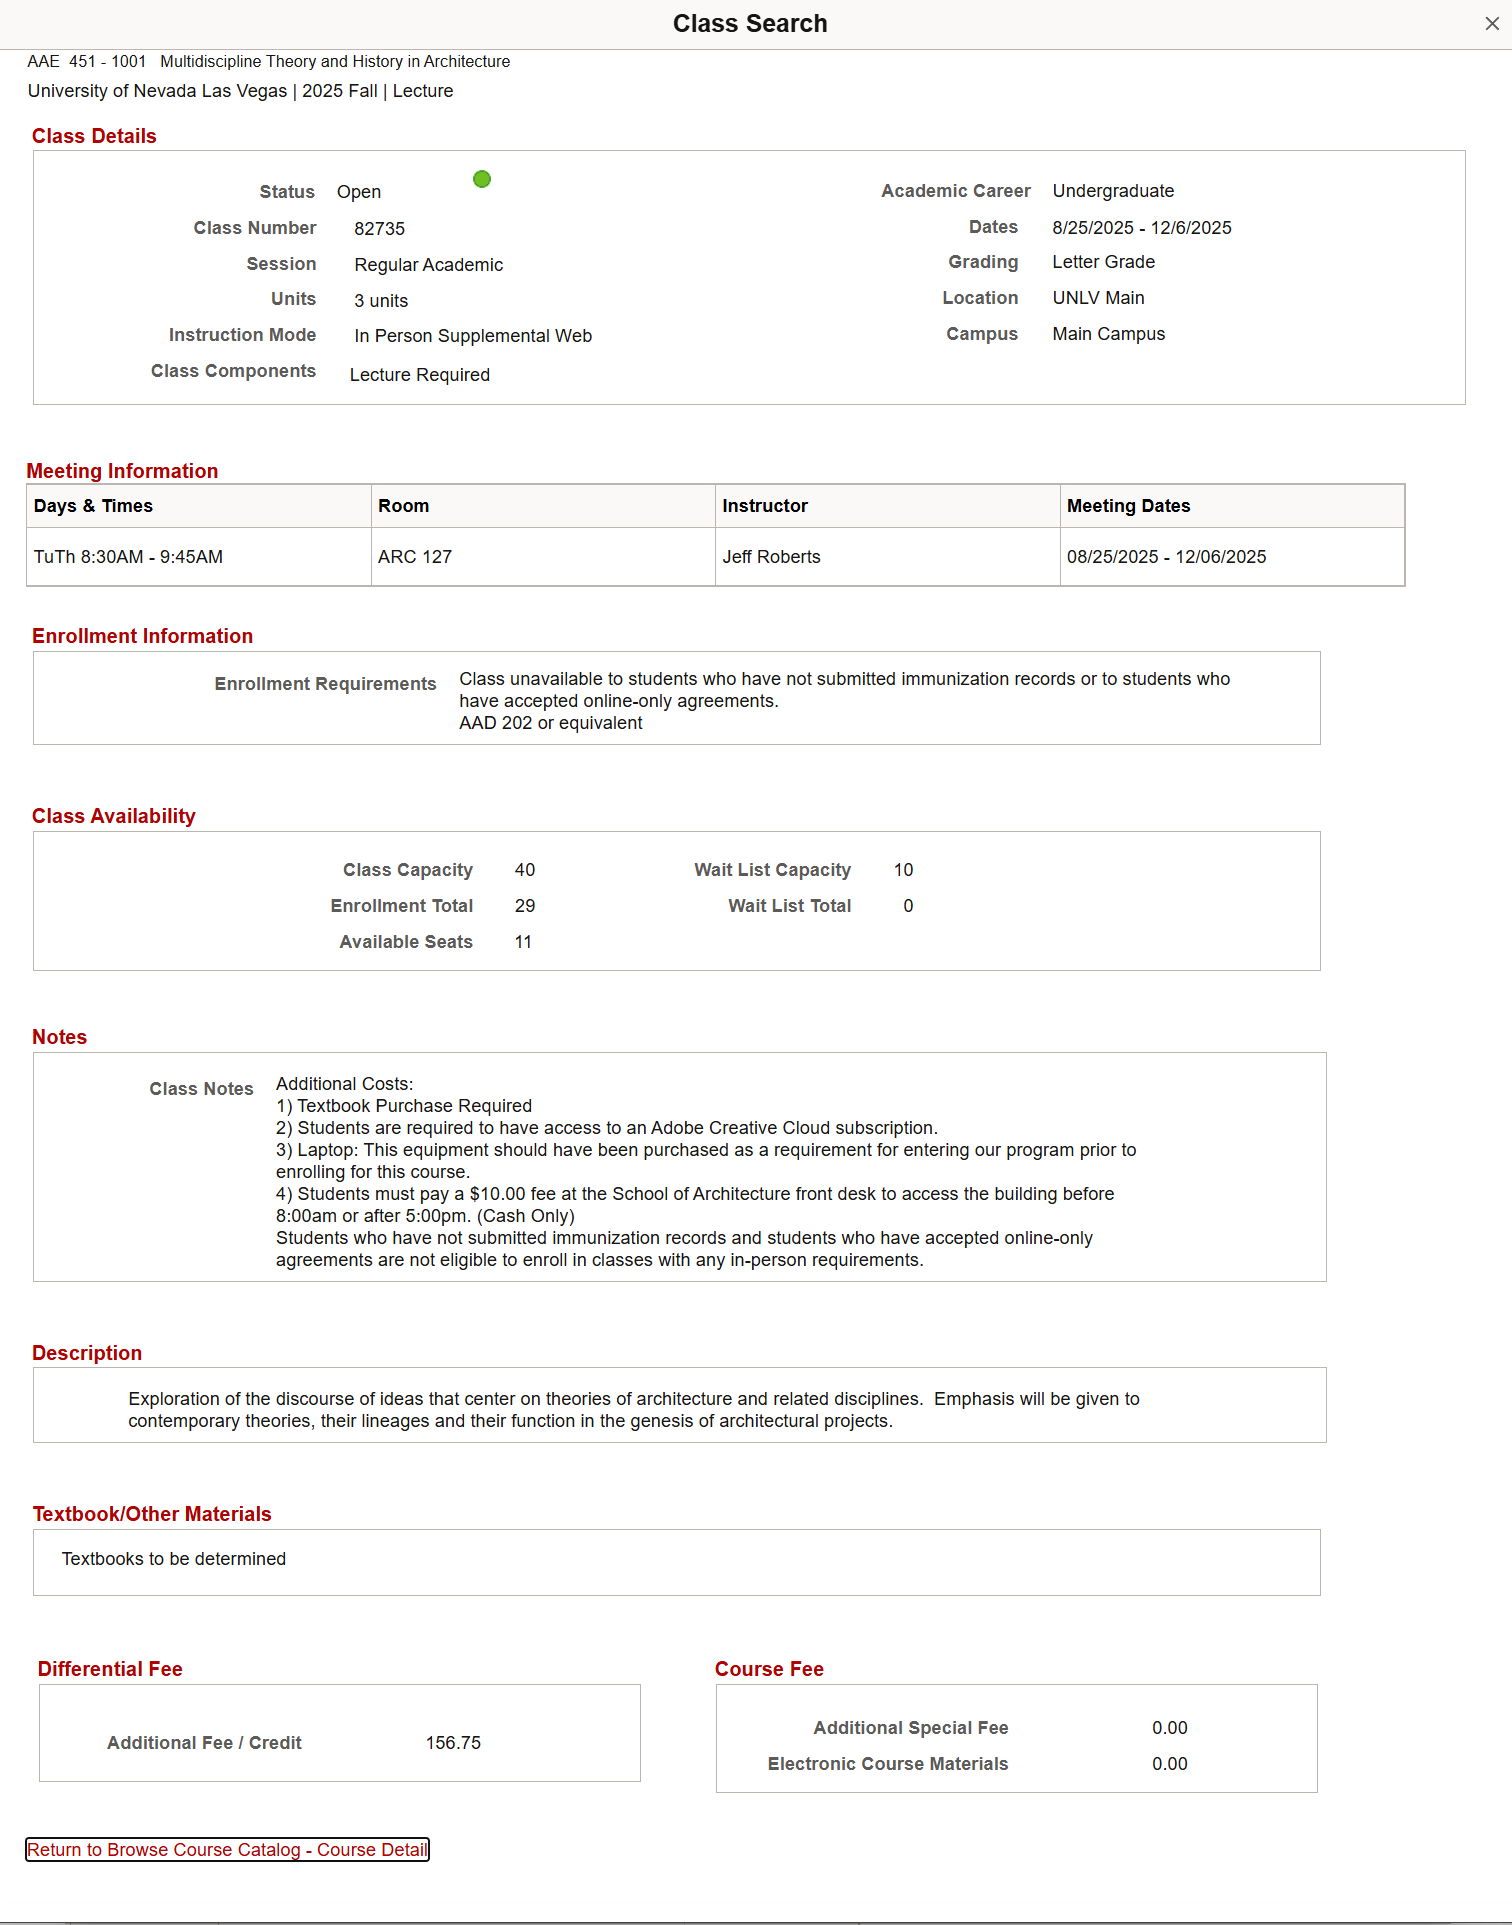 Class Search
AAE 451 - 1001 Multidiscipline Theory and History in Architecture
University of Nevada Las Vegas | 2025 Fall | Lecture
Class Details
Status Open
Class Number 82735
Session Regular Academic
Units 3 units
Instruction Mode In Person Supplemental Web
Class Components Lecture Required
Academic Career Undergraduate
Dates 8/25/2025 - 12/6/2025
Grading Letter Grade
Location UNLV Main
Campus Main Campus
Meeting Information
Days & Times Room Instructor Meeting Dates
TuTh 8:30AM - 9:45AM ARC 127 Jeff Roberts 08/25/2025 - 12/06/2025
Enrollment Information
Enrollment Requirements Class unavailable to students who have not submitted immunization records or to students who
have accepted online-only agreements.
AAD 202 or equivalent
Class Availability
Class Capacity 40 Wait List Capacity 10
Enrollment Total 29 Wait List Total 0
Available Seats 11
Notes
Class Notes Additional Costs:
1) Textbook Purchase Required
2) Students are required to have access to an Adobe Creative Cloud subscription.
3) Laptop: This equipment should have been purchased as a requirement for entering our program prior to
enrolling for this course.
4) Students must pay a $10.00 fee at the School of Architecture front desk to access the building before
8:00am or after 5:00pm. (Cash Only)
Students who have not submitted immunization records and students who have accepted online-only
agreements are not eligible to enroll in classes with any in-person requirements.
Description
Exploration of the discourse of ideas that center on theories of architecture and related disciplines. Emphasis will be given to
contemporary theories, their lineages and their function in the genesis of architectural projects.
Textbook/Other Materials
Textbooks to be determined
Differential Fee
Additional Fee / Credit 156.75
Course Fee
Additional Special Fee 0.00
Electronic Course Materials 0.00
Return to Browse Course Catalog - Course Detail